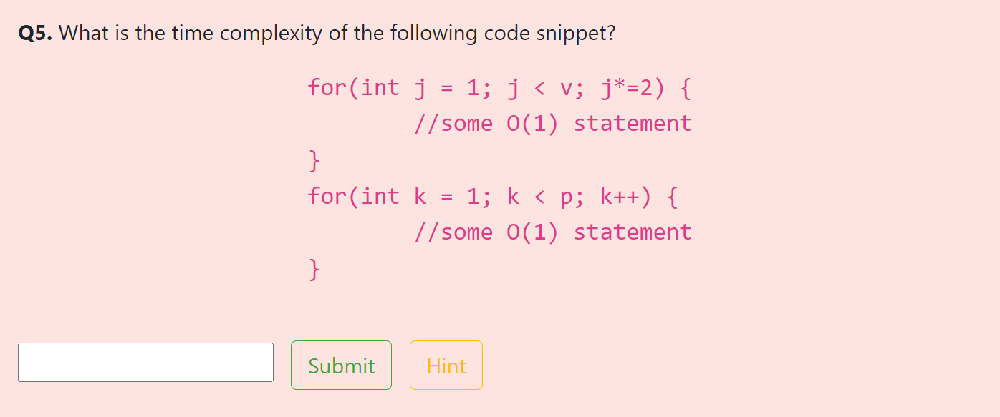 Q5. What is the time complexity of the following code snippet?
for(int j = 1; j < v; j*=2) {
//some O(1) statement
}
for(int k = 1; k < p; k++) {
//some O(1) statement
}
Submit Hint